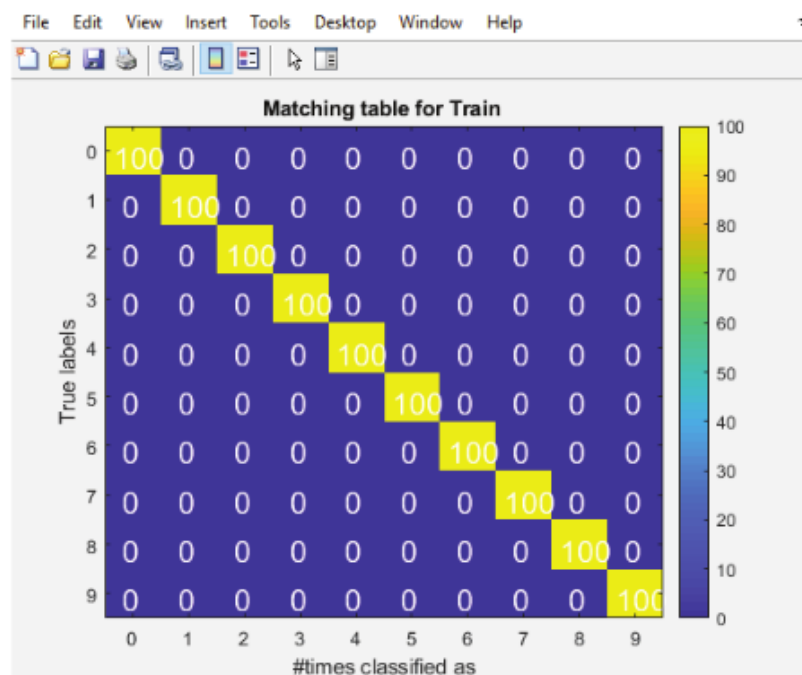 File Edit View Insert Tools Desktop Window Help
Matching table for Train
0 100 0 0 0 0 0 0 0 0 0
1 0 100 0 0 0 0 0 0 0 0
2 0 0 100 0 0 0 0 0 0 0
3 0 0 0 100 0 0 0 0 0 0
4 0 0 0 0 100 0 0 0 0 0
5 0 0 0 0 0 100 0 0 0 0
6 0 0 0 0 0 0 100 0 0 0
7 0 0 0 0 0 0 0 100 0 0
8 0 0 0 0 0 0 0 0 100 0
9 0 0 0 0 0 0 0 0 0 100
0 1 2 3 4 5 6 7 8 9
#times classified as
True labels
100
90
80
70
60
50
40
30
20
10
0